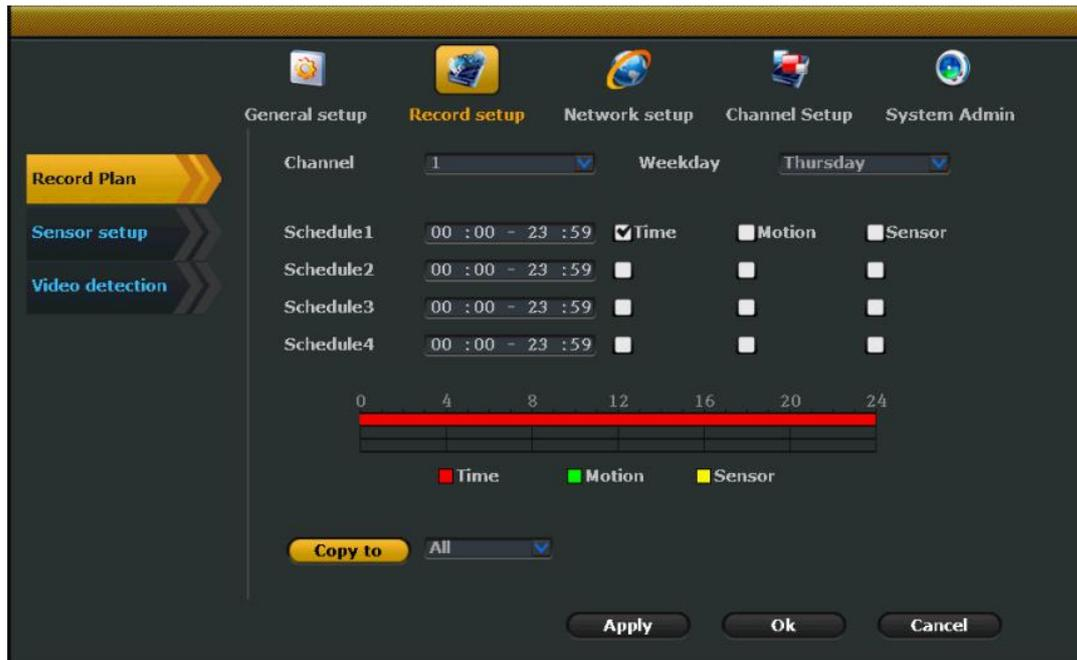 General setup Record setup Network setup Channel Setup System Admin
Record Plan
Sensor setup
Video detection
Channel 1 Weekday Thursday
Schedule1 00 :00 - 23 :59 Time Motion Sensor
Schedule2 00 :00 - 23 :59
Schedule3 00 :00 - 23 :59
Schedule4 00 :00 - 23 :59
0 4 8 12 16 20 24
Time Motion Sensor
Copy to All
Apply Ok Cancel